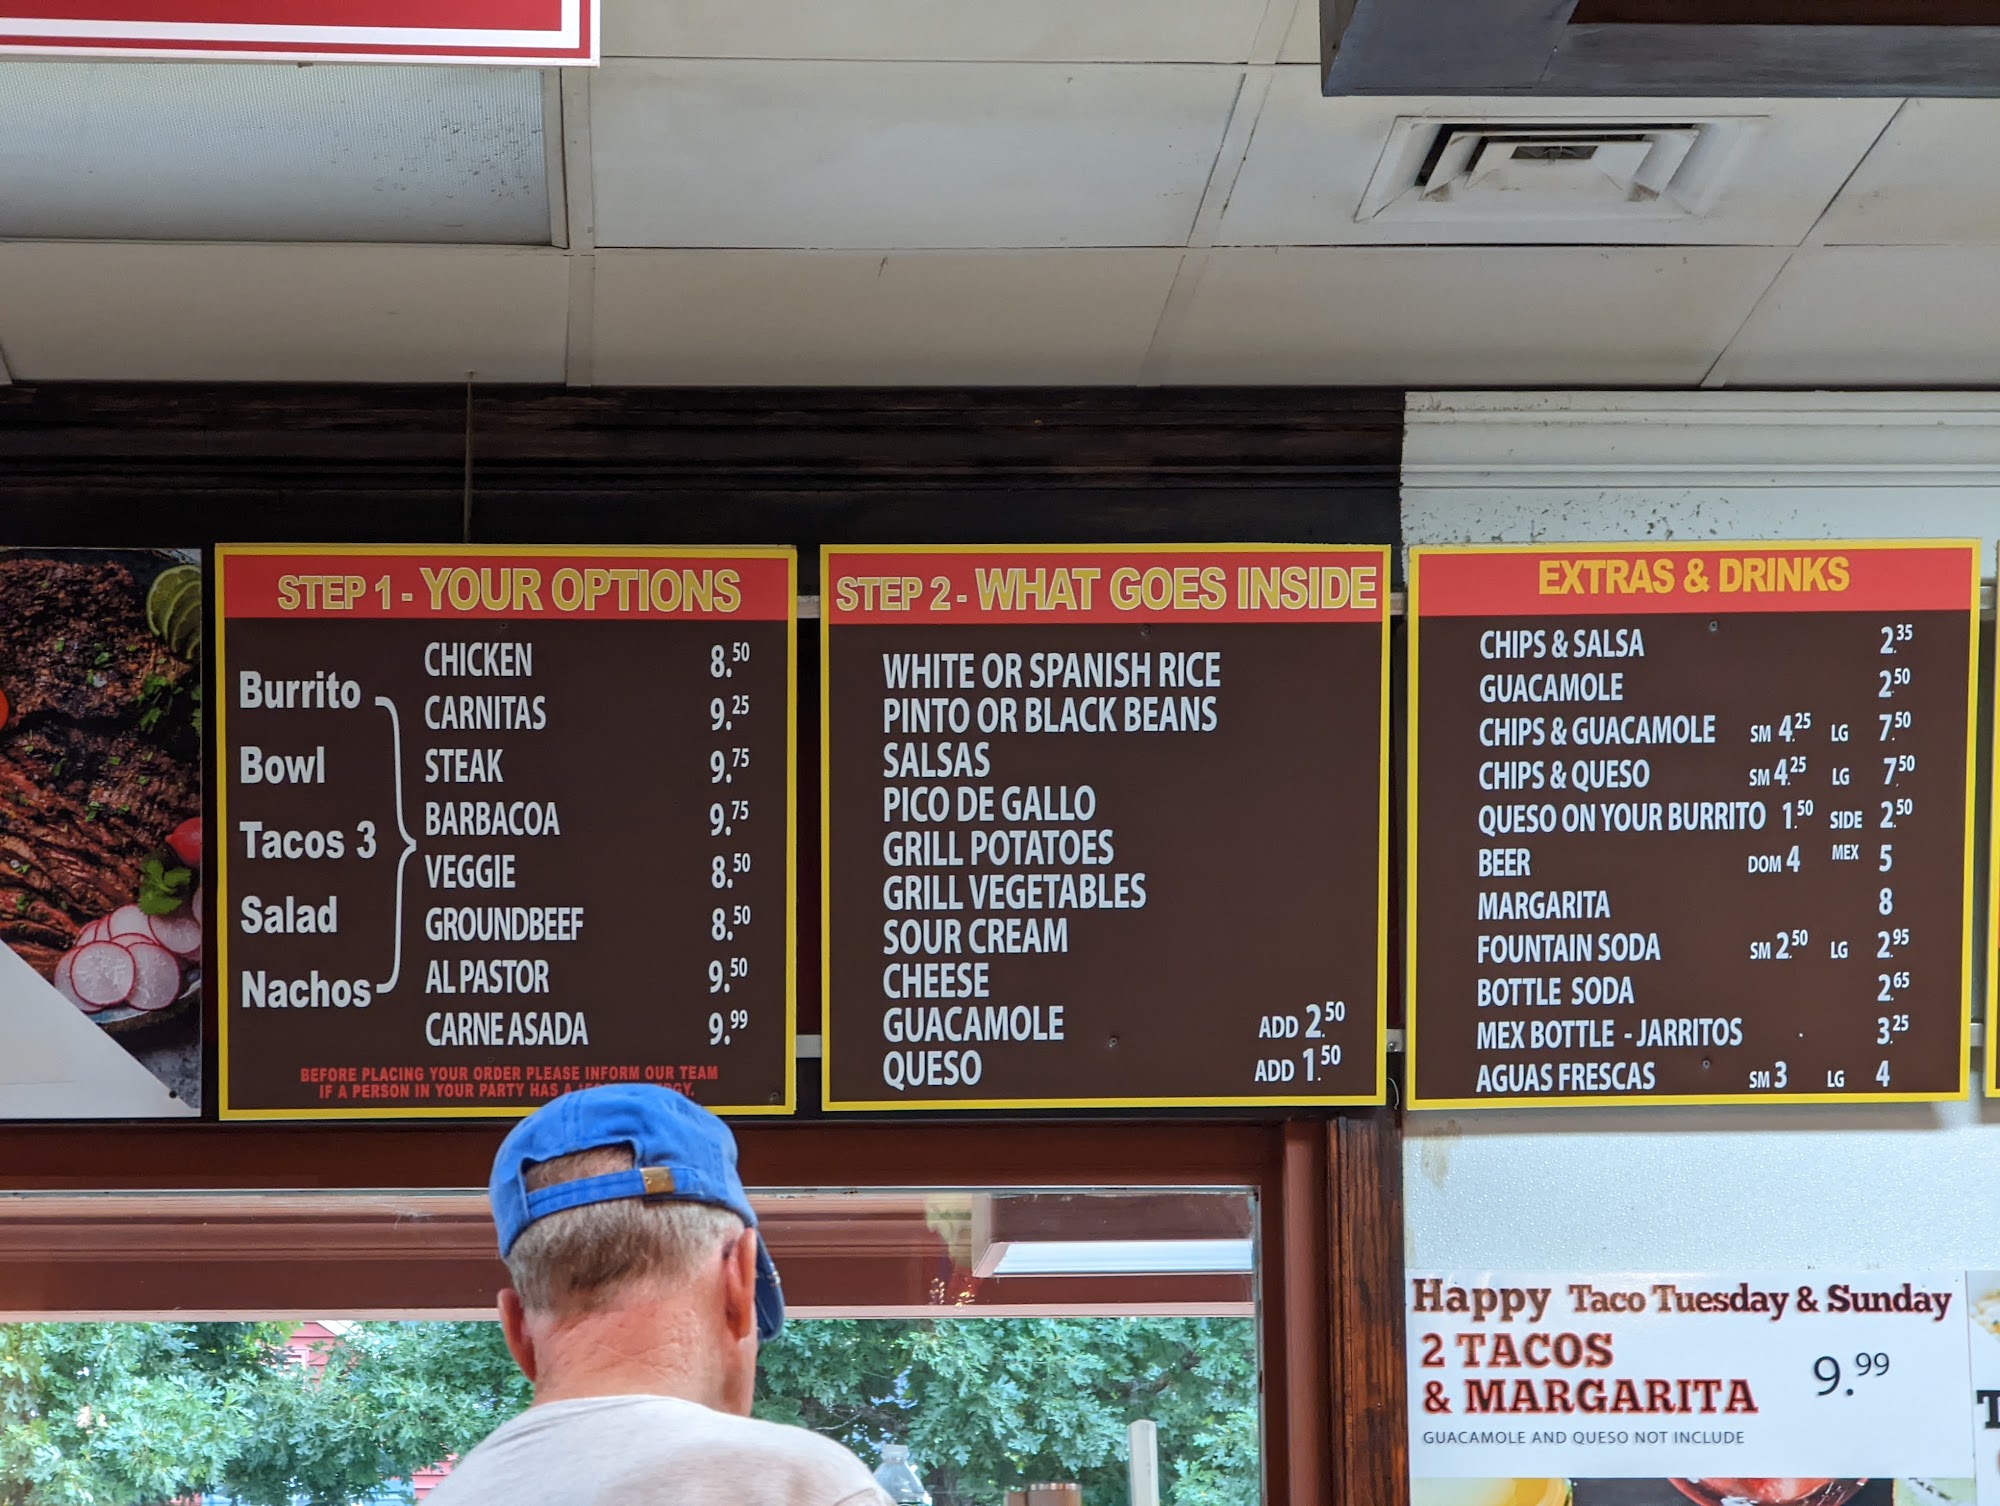 STEP 1 - YOUR OPTIONS
Burrito
Bowl
Tacos 3
Salad
Nachos
CHICKEN 8.50
CARNITAS 9.25
STEAK 9.75
BARBACOA 9.75
VEGGIE 8.50
GROUNDBEEF 8.50
AL PASTOR 9.50
CARNE ASADA 9.99
BEFORE PLACING YOUR ORDER PLEASE INFORM OUR TEAM
IF A PERSON IN YOUR PARTY HAS A
STEP 2 - WHAT GOES INSIDE
WHITE OR SPANISH RICE
PINTO OR BLACK BEANS
SALSAS
PICO DE GALLO
GRILL POTATOES
GRILL VEGETABLES
SOUR CREAM
CHEESE
GUACAMOLE ADD 2.50
QUESO ADD 1.50
EXTRAS & DRINKS
CHIPS & SALSA 2.35
GUACAMOLE 2.50
CHIPS & GUACAMOLE SM 4.25 LG 7.50
CHIPS & QUESO SM 4.25 LG 7.50
QUESO ON YOUR BURRITO 1.50 SIDE 2.50
BEER DOM 4 MEX 5
MARGARITA 8
FOUNTAIN SODA SM 2.50 LG 2.95
BOTTLE SODA 2.65
MEX BOTTLE - JARRITOS 3.25
AGUAS FRESCAS SM 3 LG 4
Happy Taco Tuesday & Sunday
2 TACOS
& MARGARITA 9.99
GUACAMOLE AND QUESO NOT INCLUDE